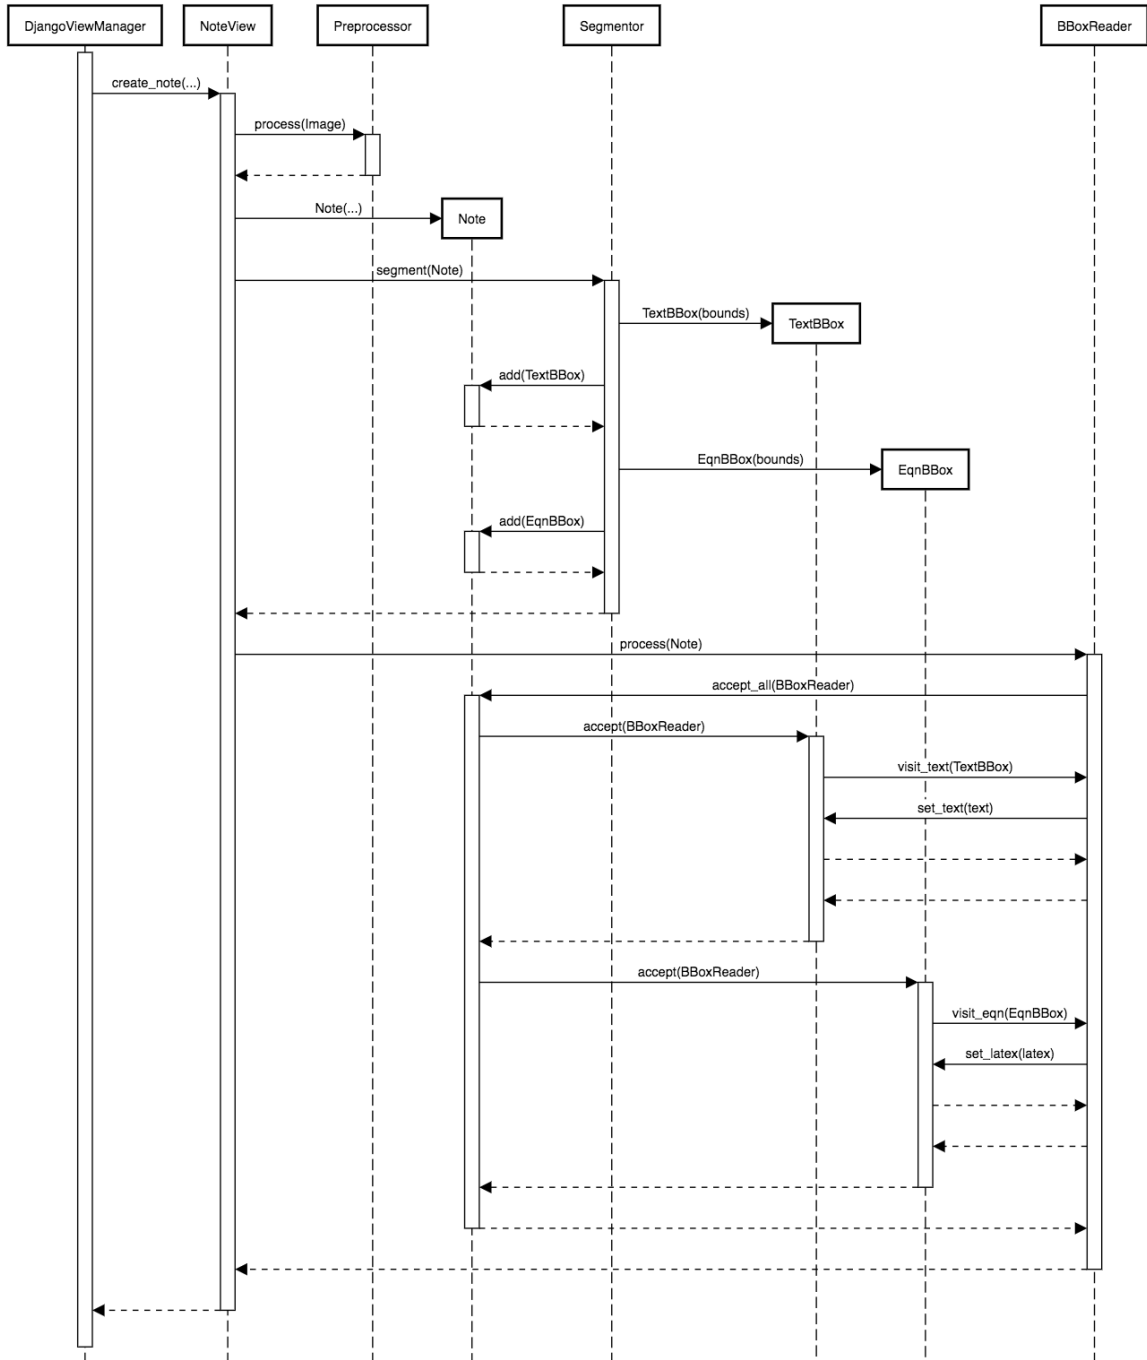 DjangoViewManager
NoteView
Preprocessor
Segmentor
BBoxReader
create_note(...)
process(Image)
Note(...)
Note
segment(Note)
TextBBox(bounds)
TextBBox
add(TextBBox)
EqnBBox(bounds)
EqnBBox
add(EqnBBox)
process(Note)
accept_all(BBoxReader)
accept(BBoxReader)
visit_text(TextBBox)
set_text(text)
accept(BBoxReader)
visit_eqn(EqnBBox)
set_latex(latex)